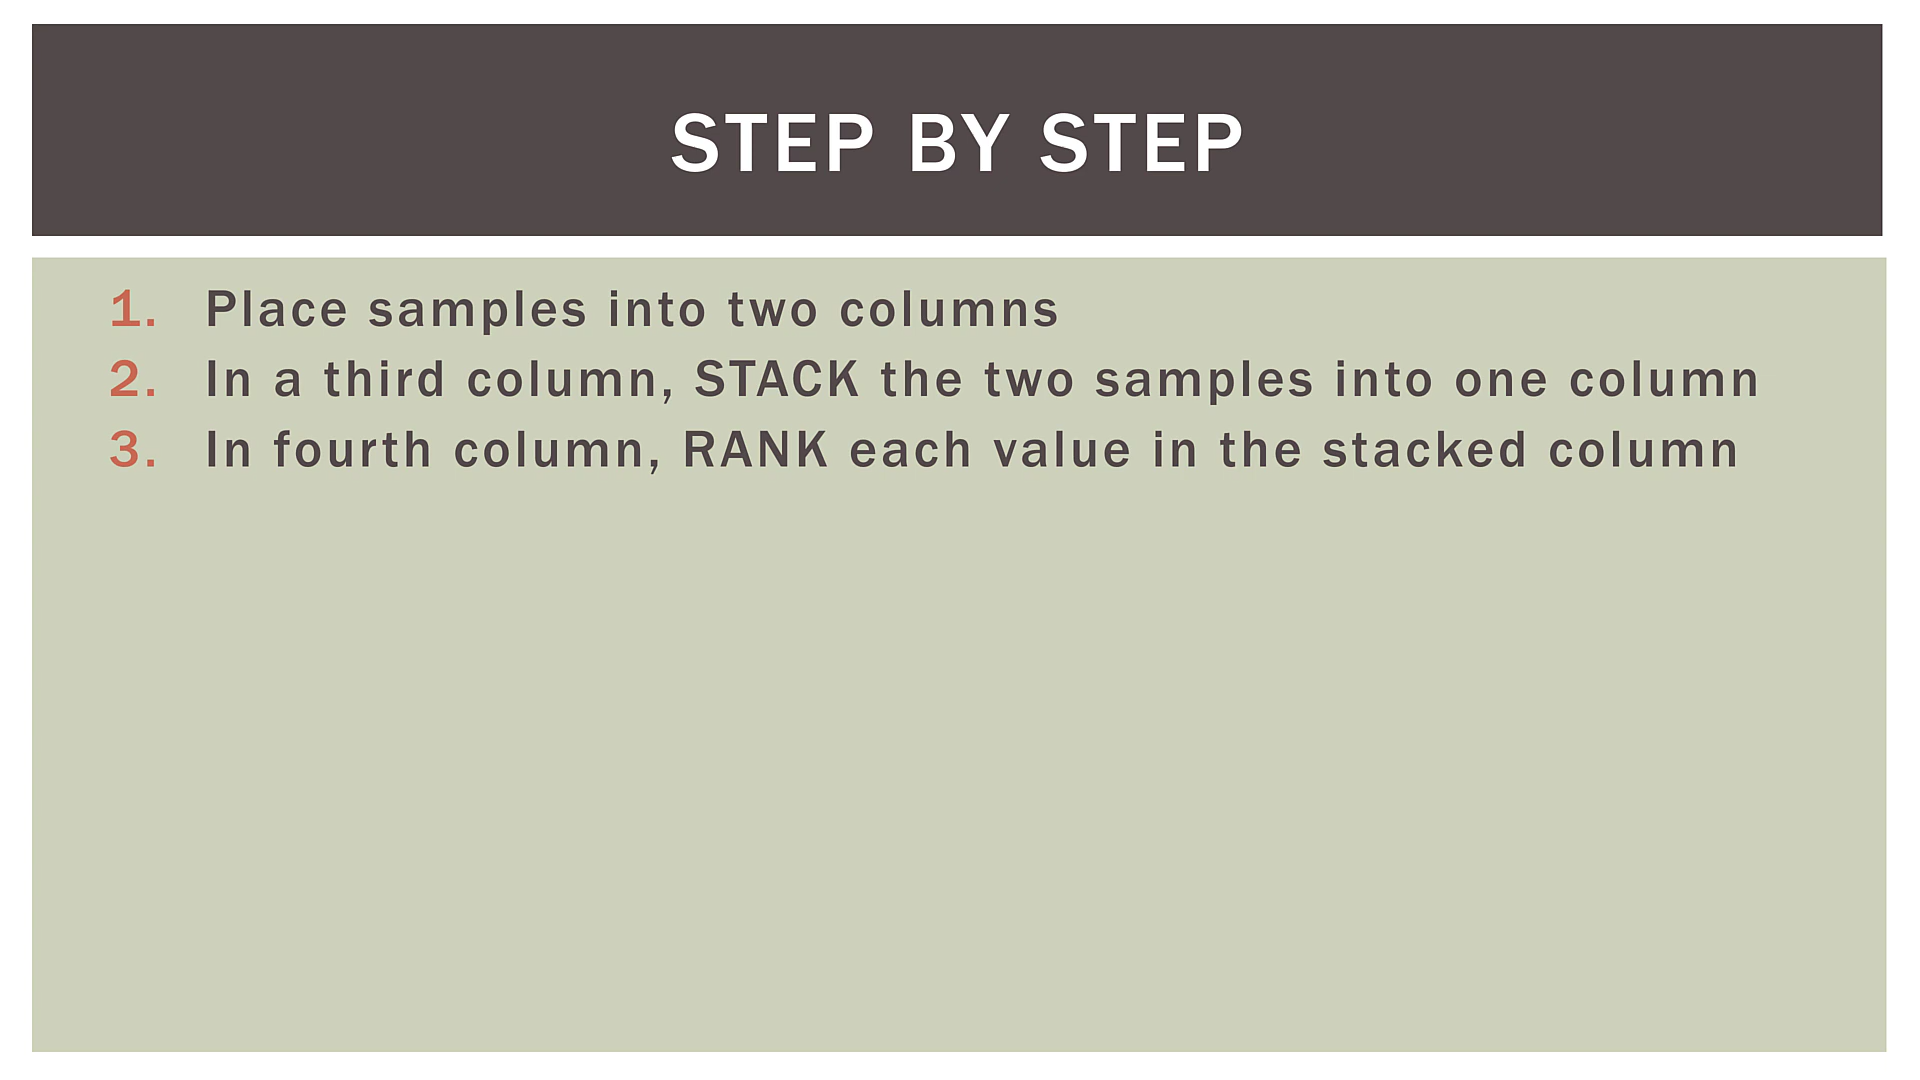 STEP BY STEP
1. Place samples into two columns
2. In a third column, STACK the two samples into one column
3. In fourth column, RANK each value in the stacked column